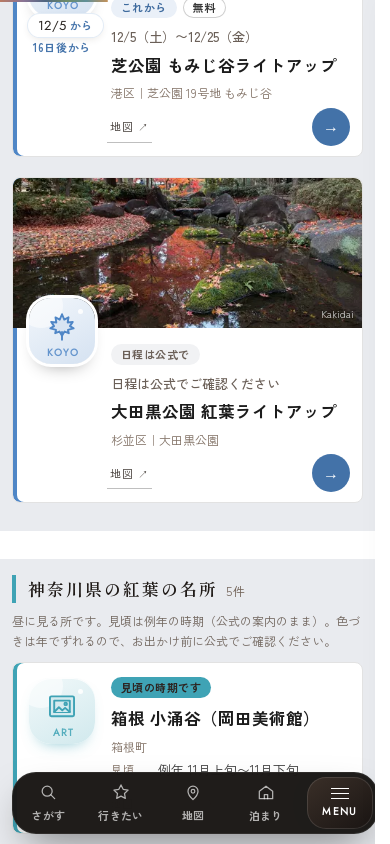 KOYO
これから 無料
12/5 から
16日後から
12/5（土）〜12/25（金）
芝公園 もみじ谷ライトアップ
港区｜芝公園 19号地 もみじ谷
地図 ↗
→
Kakidai
KOYO
日程は公式で
日程は公式でご確認ください
大田黒公園 紅葉ライトアップ
杉並区｜大田黒公園
地図 ↗
→
神奈川県の紅葉の名所 5件
昼に見る所です。見頃は例年の時期（公式の案内のまま）。色づ
きは年でずれるので、お出かけ前に公式でご確認ください。
ART
見頃の時期です
箱根 小涌谷（岡田美術館）
箱根町
見頃 例年 11月上旬〜11月下旬
さがす 行きたい 地図 泊まり MENU